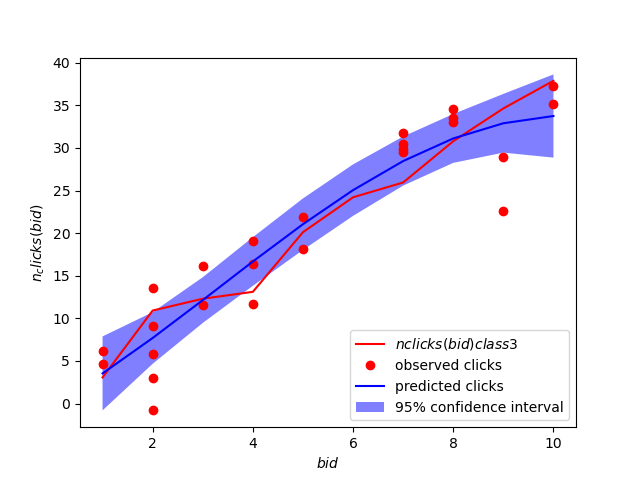 40
35
30
25
20
15
10
5
0
n_clicks(bid)
2
4
6
8
10
bid
nclicks(bid)class3
observed clicks
predicted clicks
95% confidence interval